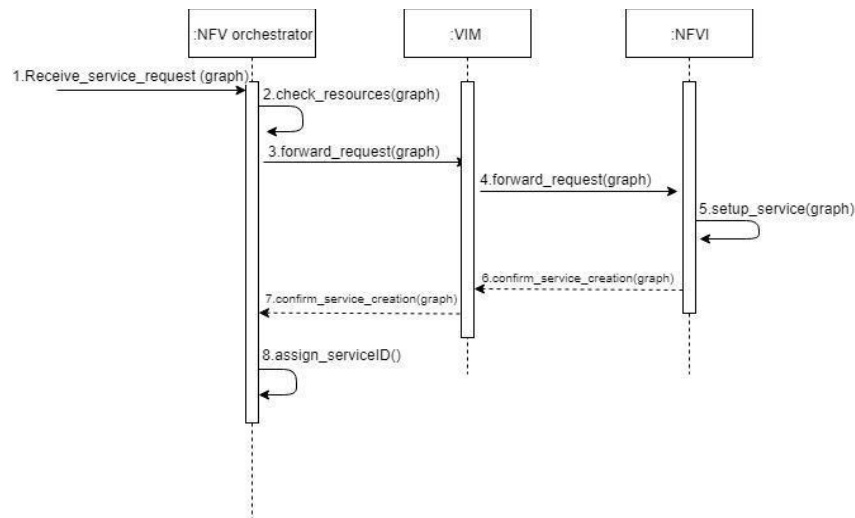 :NFV orchestrator
:VIM
:NFVI
1.Receive_service_request (graph)
2.check_resources(graph)
3.forward_request(graph)
4.forward_request(graph)
5.setup_service(graph)
6.confirm_service_creation(graph)
7.confirm_service_creation(graph)
8.assign_serviceID()